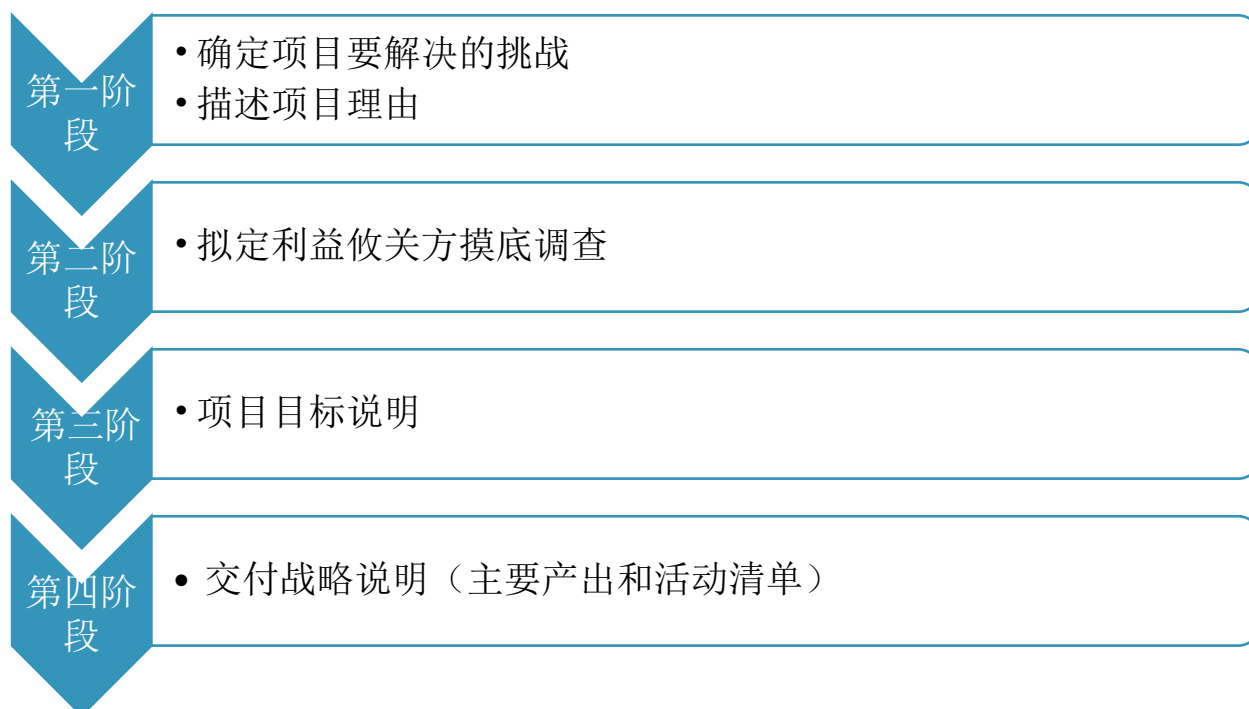 第一阶
段
• 确定项目要解决的挑战
• 描述项目理由
第二阶
段
• 拟定利益攸关方摸底调查
第三阶
段
• 项目目标说明
第四阶
段
• 交付战略说明（主要产出和活动清单）